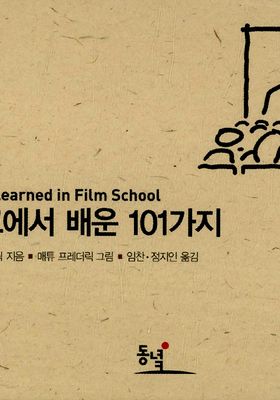 Learned in Film School
에서 배운 101가지
지음 ■ 매튜 프레더릭 그림 ■ 임찬·정지인 옮김
동녘